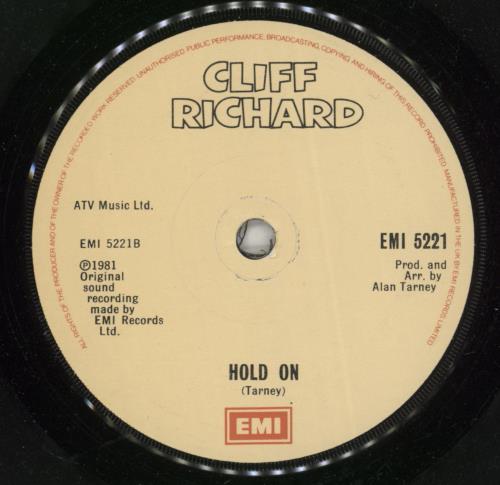 ALL RIGHTS OF THE PRODUCER AND OF THE OWNER OF THE RECORDED WORK RESERVED. UNAUTHORISED PUBLIC PERFORMANCE, BROADCASTING, COPYING AND HIRING OF THIS RECORD PROHIBITED. MANUFACTURED IN THE UK BY EMI RECORDS LIMITED
CLIFF
RICHARD
ATV Music Ltd.
EMI 5221B
EMI 5221
℗1981
Original
sound
recording
made by
EMI Records
Ltd.
Prod. and
Arr. by
Alan Tarney
HOLD ON
(Tarney)
EMI